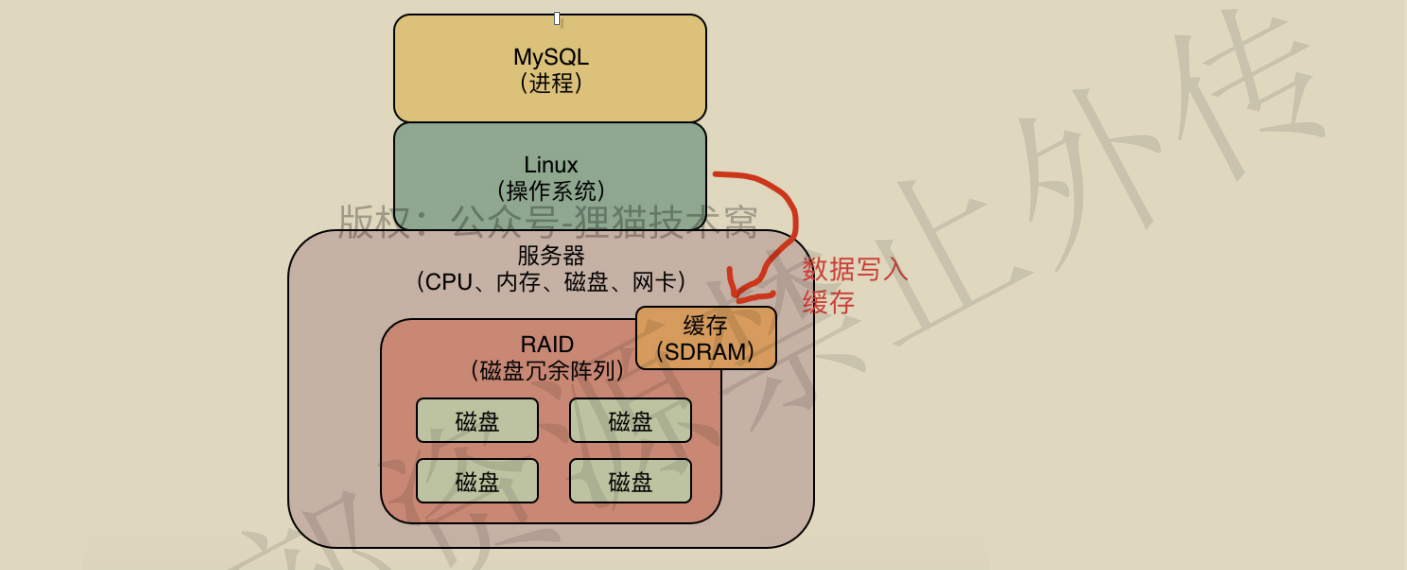 MySQL
（进程）
Linux
（操作系统）
版权：公众号-狸猫技术窝
服务器
（CPU、内存、磁盘、网卡）
数据写入
缓存
缓存
（SDRAM）
RAID
（磁盘冗余阵列）
磁盘
磁盘
磁盘
磁盘
部资源禁止外传